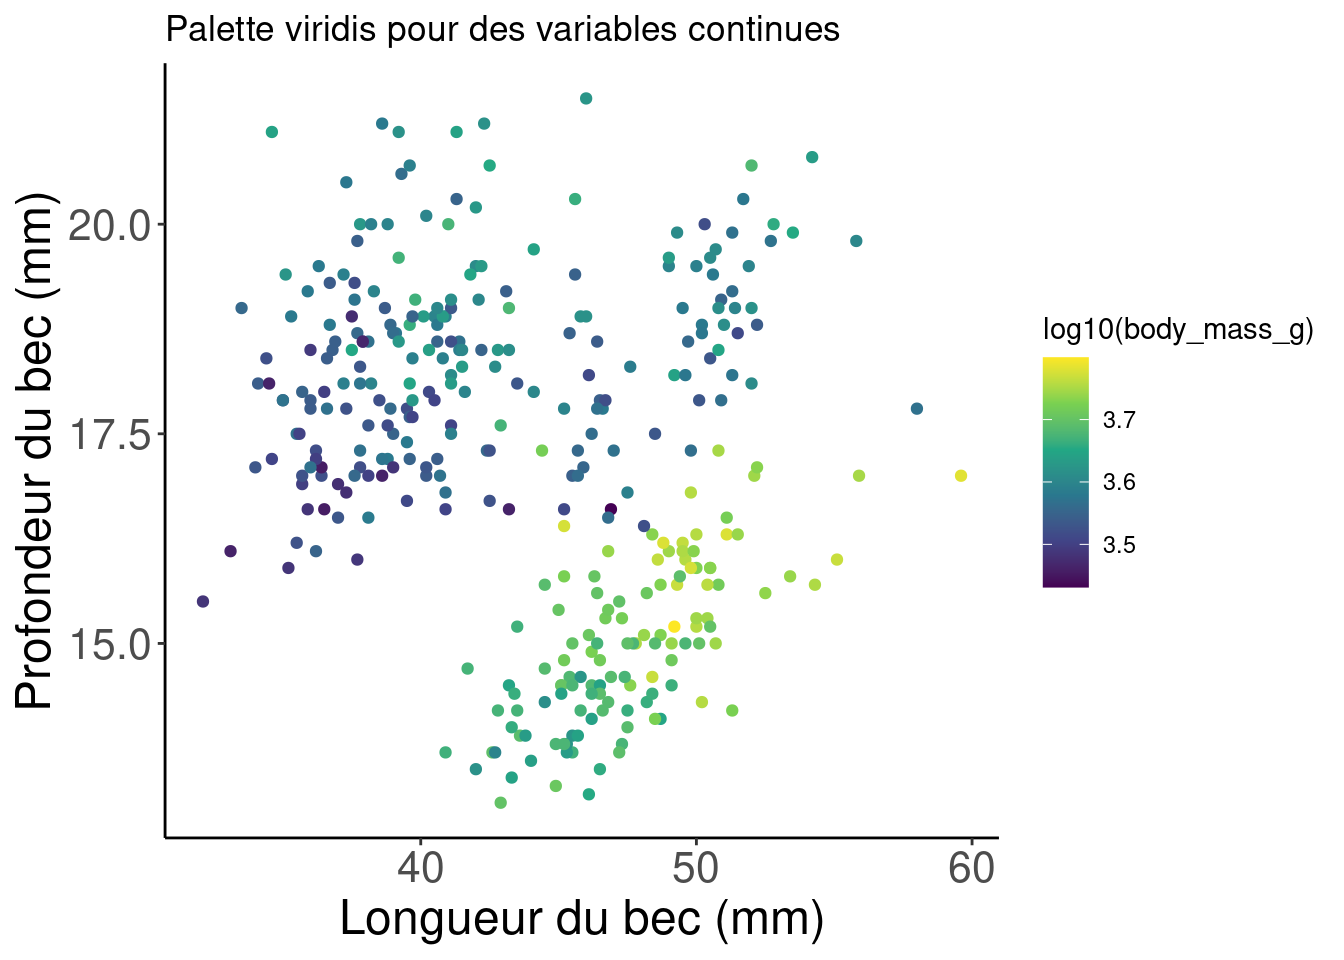 Palette viridis pour des variables continues
Profondeur du bec (mm)
20.0
17.5
15.0
40
50
60
Longueur du bec (mm)
log10(body_mass_g)
3.7
3.6
3.5